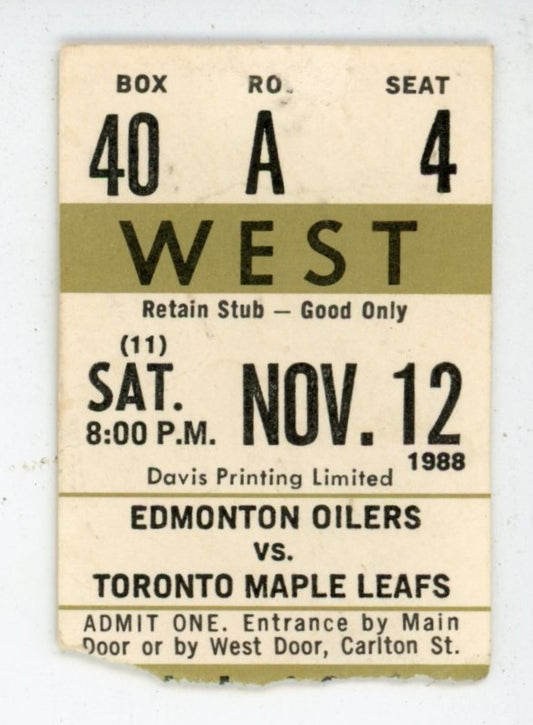 BOX RO. SEAT
40 A 4
WEST
Retain Stub — Good Only
(11)
SAT. NOV. 12
8:00 P.M.
1988
Davis Printing Limited
EDMONTON OILERS
VS.
TORONTO MAPLE LEAFS
ADMIT ONE. Entrance by Main
Door or by West Door, Carlton St.